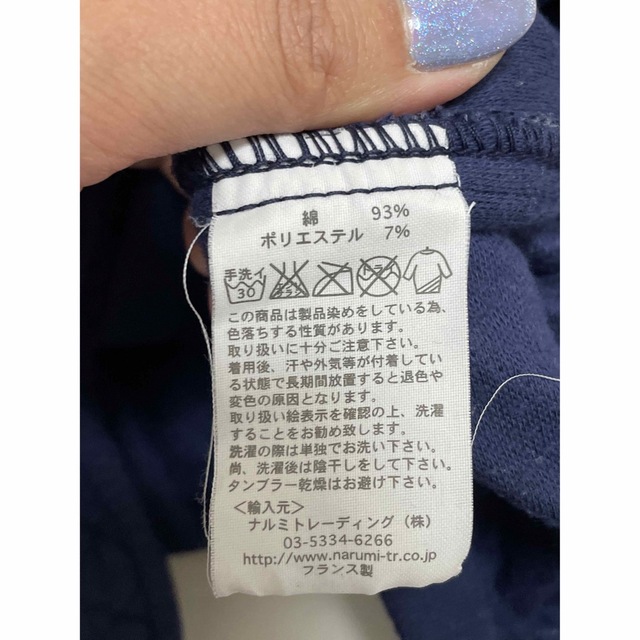 綿 93%
ポリエステル 7%
手洗イ
30
エンソ
サラシ
ドライ
この商品は製品染めをしている為、
色落ちする性質があります。
取り扱いに十分ご注意下さい。
着用後、汗や外気等が付着してい
る状態で長期間放置すると退色や
変色の原因となります。
取り扱い絵表示を確認の上、洗濯
することをお勧め致します。
洗濯の際は単独でお洗い下さい。
尚、洗濯後は陰干しをして下さい。
タンブラー乾燥はお避け下さい。
＜輸入元＞
ナルミトレーディング（株）
03-5334-6266
http://www.narumi-tr.co.jp
フランス製